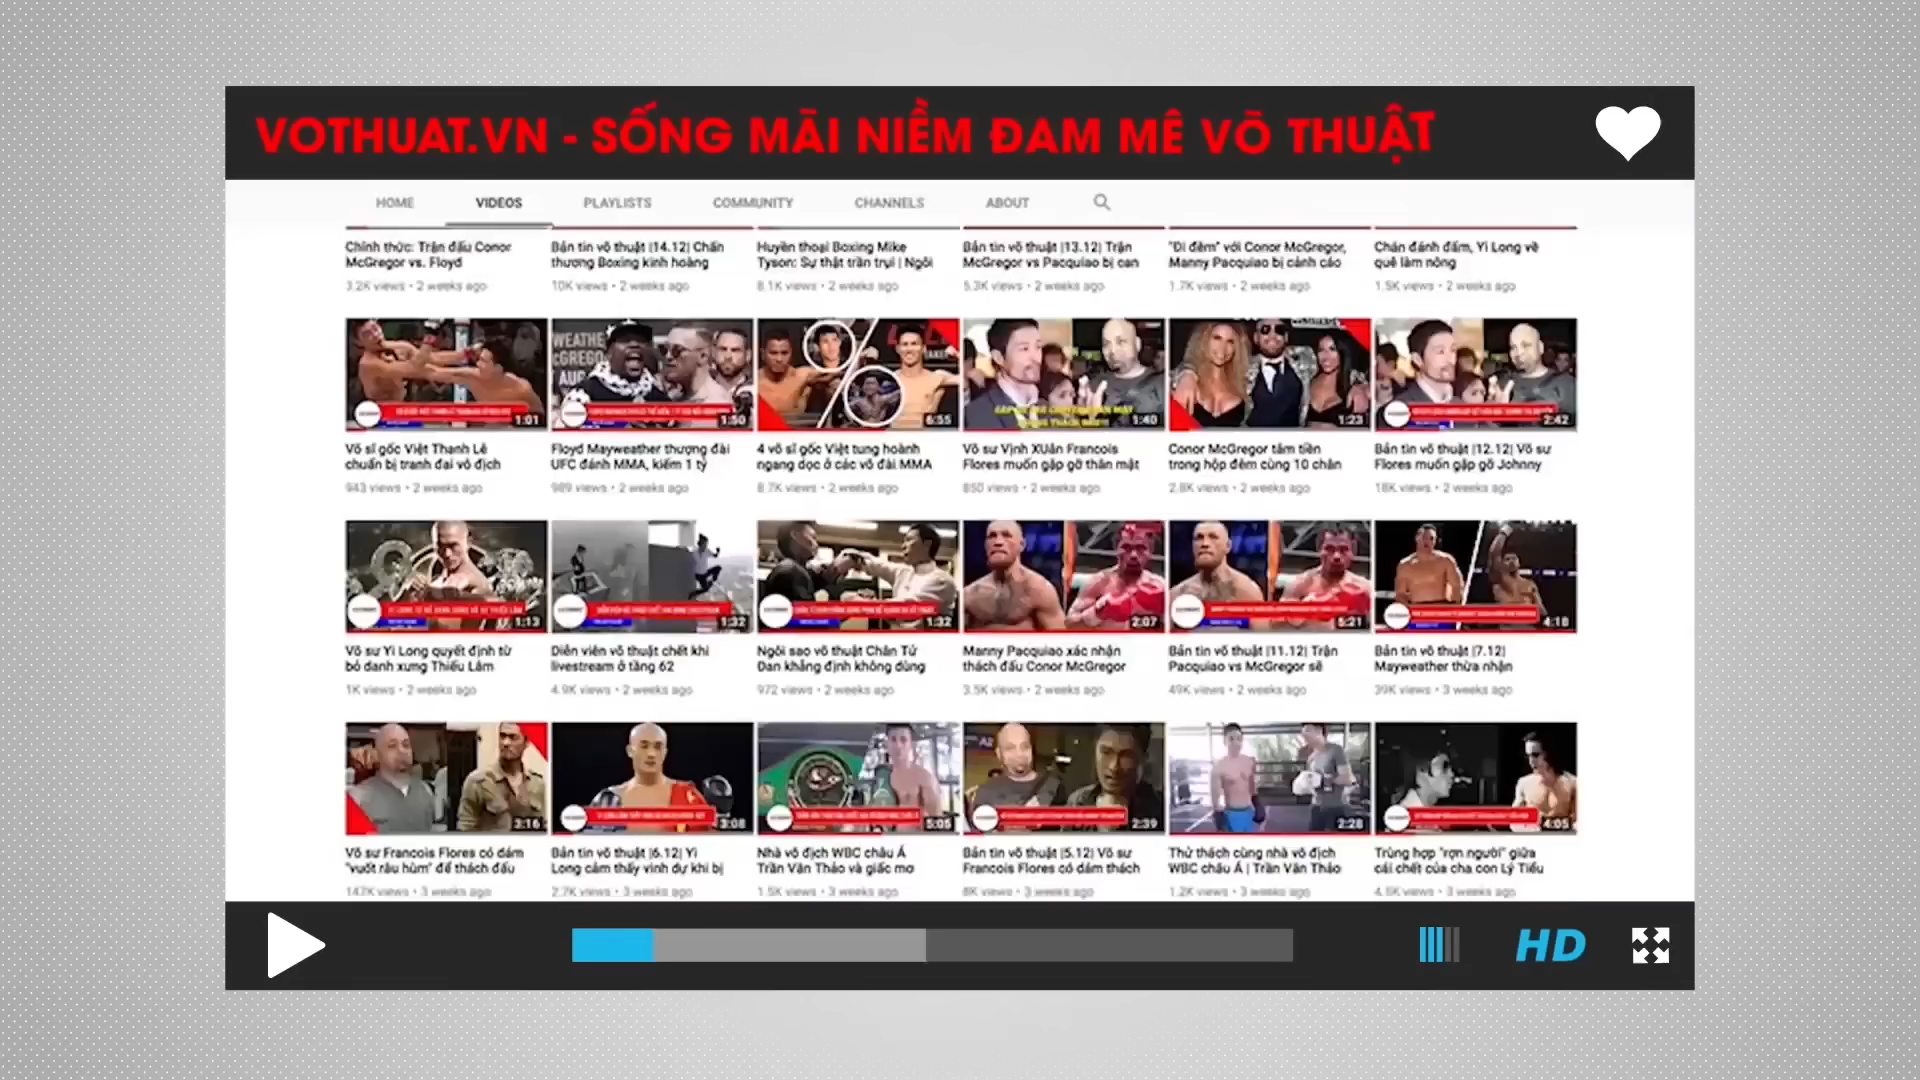 VOTHUAT.VN - SỐNG MÃI NIỀM ĐAM MÊ VÕ THUẬT
HOME VIDEOS PLAYLISTS COMMUNITY CHANNELS ABOUT
Chính thức: Trận đấu Conor McGregor vs. Floyd
3.2K views • 2 weeks ago
Bản tin võ thuật |14.12| Chấn thương Boxing kinh hoàng
10K views • 2 weeks ago
Huyền thoại Boxing Mike Tyson: Sự thật trần trụi | Ngôi
8.1K views • 2 weeks ago
Bản tin võ thuật |13.12| Trận McGregor vs Pacquiao bị can
5.3K views • 2 weeks ago
"Đi đêm" với Conor McGregor, Manny Pacquiao bị cảnh cáo
1.7K views • 2 weeks ago
Chán đánh đấm, Yi Long về quê làm nông
1.5K views • 2 weeks ago
WEATHE
McGREGO
AUG
1:01 1:50 6:55 1:40 1:23 2:42
Võ sĩ gốc Việt Thanh Lê chuẩn bị tranh đai vô địch
943 views • 2 weeks ago
Floyd Mayweather thượng đài UFC đánh MMA, kiếm 1 tỷ
989 views • 2 weeks ago
4 võ sĩ gốc Việt tung hoành ngang dọc ở các võ đài MMA
8.7K views • 2 weeks ago
Võ sư Vịnh XUân Francois Flores muốn gặp gỡ thân mật
850 views • 2 weeks ago
Conor McGregor tắm tiền trong hộp đêm cùng 10 chân
2.8K views • 2 weeks ago
Bản tin võ thuật |12.12| Võ sư Flores muốn gặp gỡ Johnny
18K views • 2 weeks ago
1:13 1:32 1:32 2:07 5:21 4:18
Võ sư Yi Long quyết định từ bỏ danh xưng Thiếu Lâm
1K views • 2 weeks ago
Diễn viên võ thuật chết khi livestream ở tầng 62
4.9K views • 2 weeks ago
Ngôi sao võ thuật Chân Tử Đan khẳng định không dùng
972 views • 2 weeks ago
Manny Pacquiao xác nhận thách đấu Conor McGregor
3.5K views • 2 weeks ago
Bản tin võ thuật |11.12| Trận Pacquiao vs McGregor sẽ
49K views • 2 weeks ago
Bản tin võ thuật |7.12| Mayweather thừa nhận
39K views • 3 weeks ago
3:16 3:08 5:05 2:39 2:28 4:05
Võ sư Francois Flores có dám "vuốt râu hùm" để thách đấu
147K views • 3 weeks ago
Bản tin võ thuật |6.12| Yi Long cảm thấy vinh dự khi bị
2.7K views • 3 weeks ago
Nhà vô địch WBC châu Á Trần Văn Thảo và giấc mơ
1.5K views • 3 weeks ago
Bản tin võ thuật |5.12| Võ sư Francois Flores có dám thách
8K views • 3 weeks ago
Thử thách cùng nhà vô địch WBC châu Á | Trần Văn Thảo
1.2K views • 3 weeks ago
Trùng hợp "rợn người" giữa cái chết của cha con Lý Tiểu
4.5K views • 3 weeks ago
HD